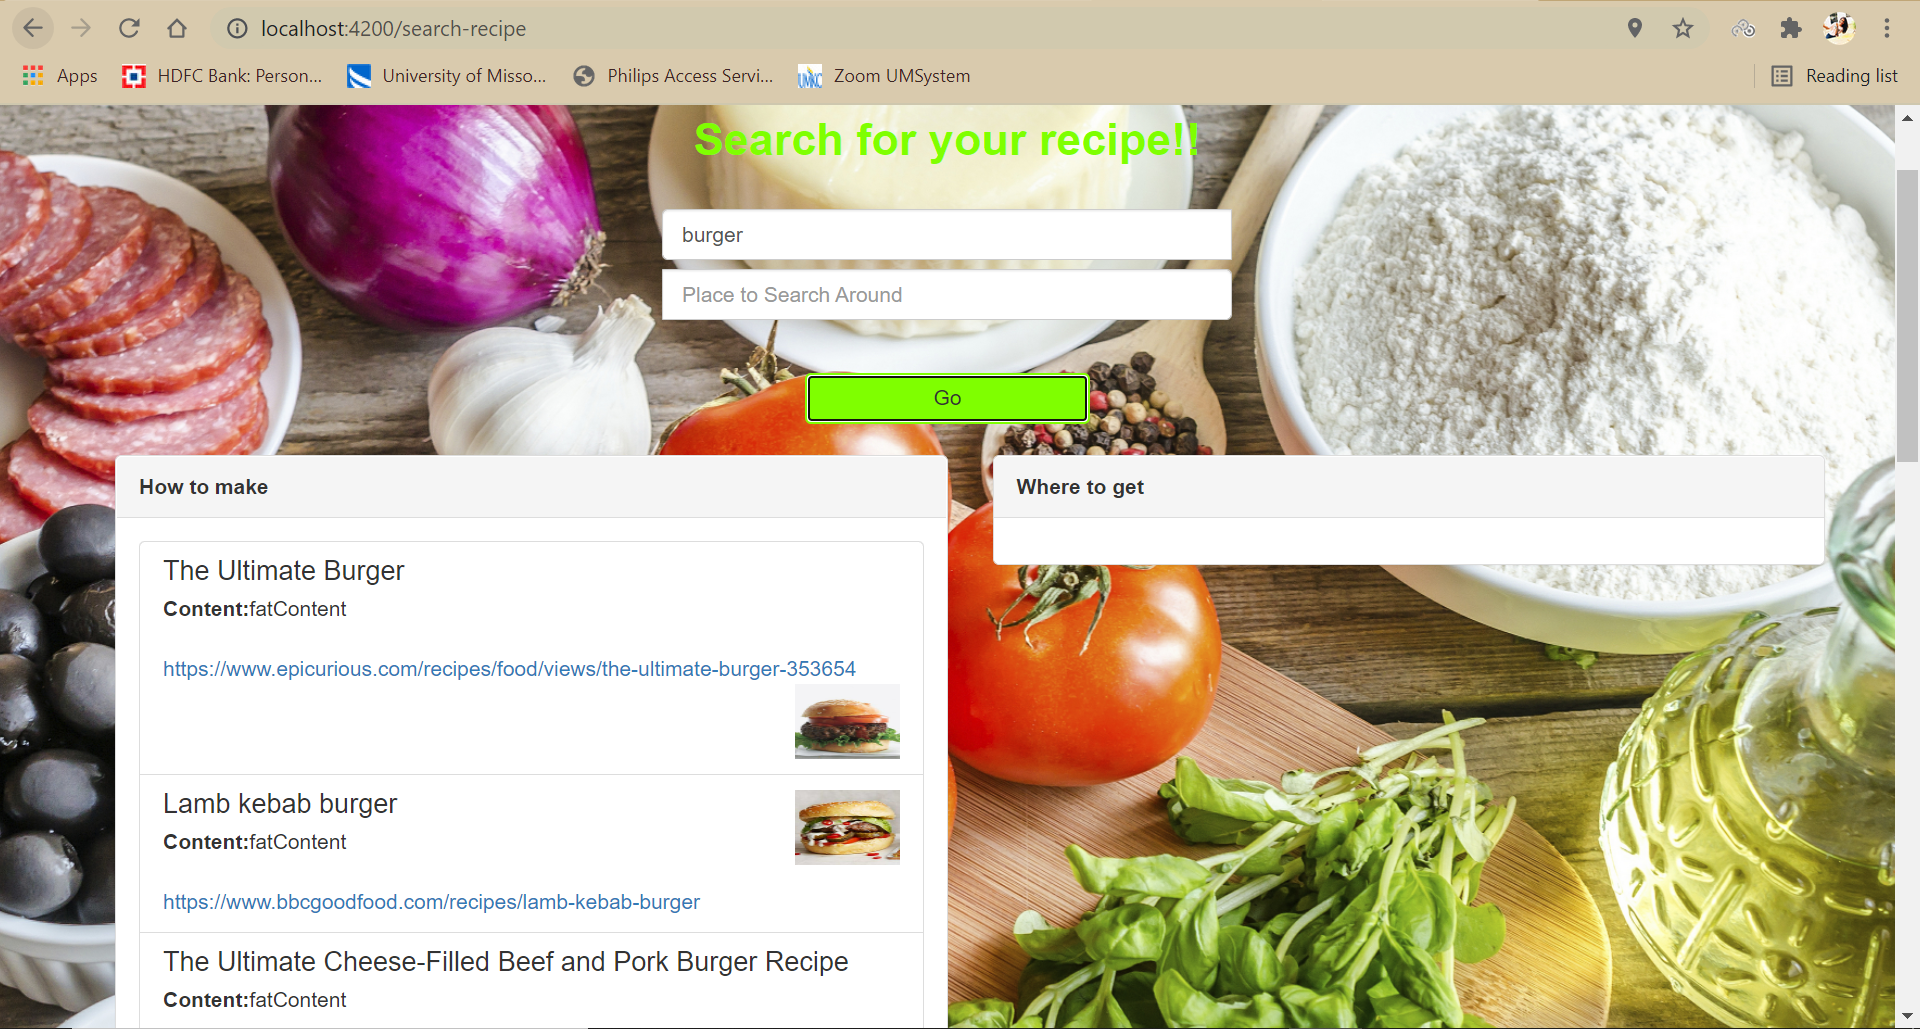 localhost:4200/search-recipe
Apps
HDFC Bank: Person...
University of Misso...
Philips Access Servi...
UMKC
Zoom UMSystem
Reading list
Search for your recipe!!
burger
Place to Search Around
Go
How to make
Where to get
The Ultimate Burger
Content:fatContent
https://www.epicurious.com/recipes/food/views/the-ultimate-burger-353654
Lamb kebab burger
Content:fatContent
https://www.bbcgoodfood.com/recipes/lamb-kebab-burger
The Ultimate Cheese-Filled Beef and Pork Burger Recipe
Content:fatContent